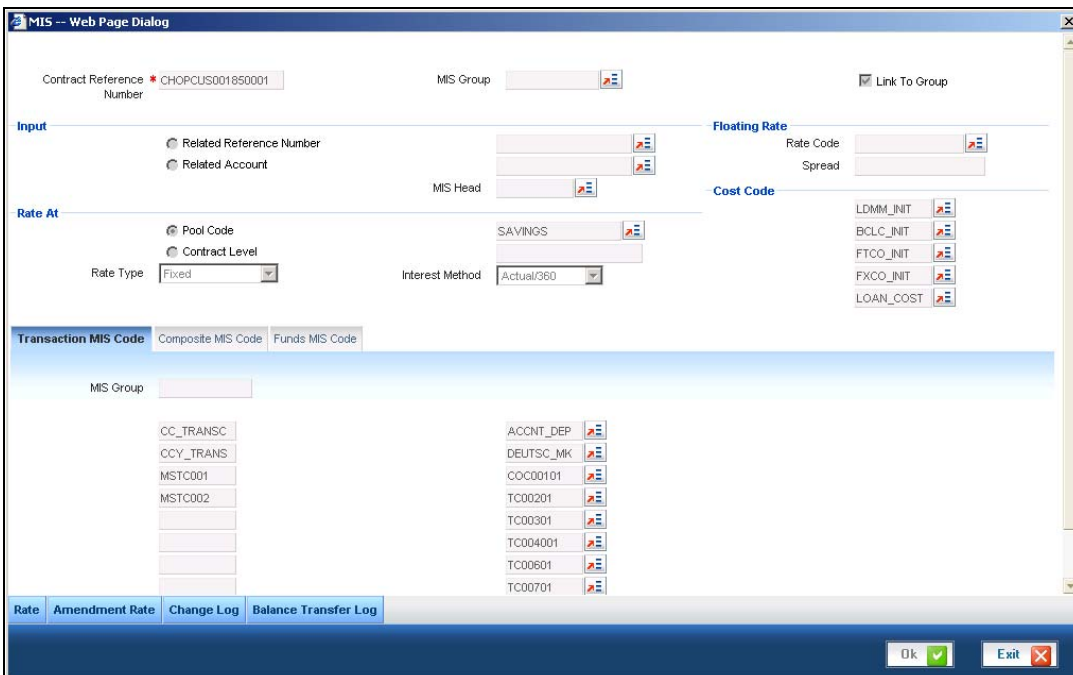 MIS -- Web Page Dialog
Contract Reference Number * CHOPCUS001850001
MIS Group
Link To Group
Input
Related Reference Number
Related Account
MIS Head
Floating Rate
Rate Code
Spread
Cost Code
LDMM_INIT
BCLC_INIT
FTCO_INIT
FXCO_INIT
LOAN_COST
Rate At
Pool Code
SAVINGS
Contract Level
Rate Type Fixed
Interest Method Actual/360
Transaction MIS Code Composite MIS Code Funds MIS Code
MIS Group
CC_TRANSC ACCNT_DEP
CCY_TRANS DEUTSC_MK
MSTC001 COC00101
MSTC002 TC00201
TC00301
TC004001
TC00601
TC00701
Rate Amendment Rate Change Log Balance Transfer Log
Ok Exit